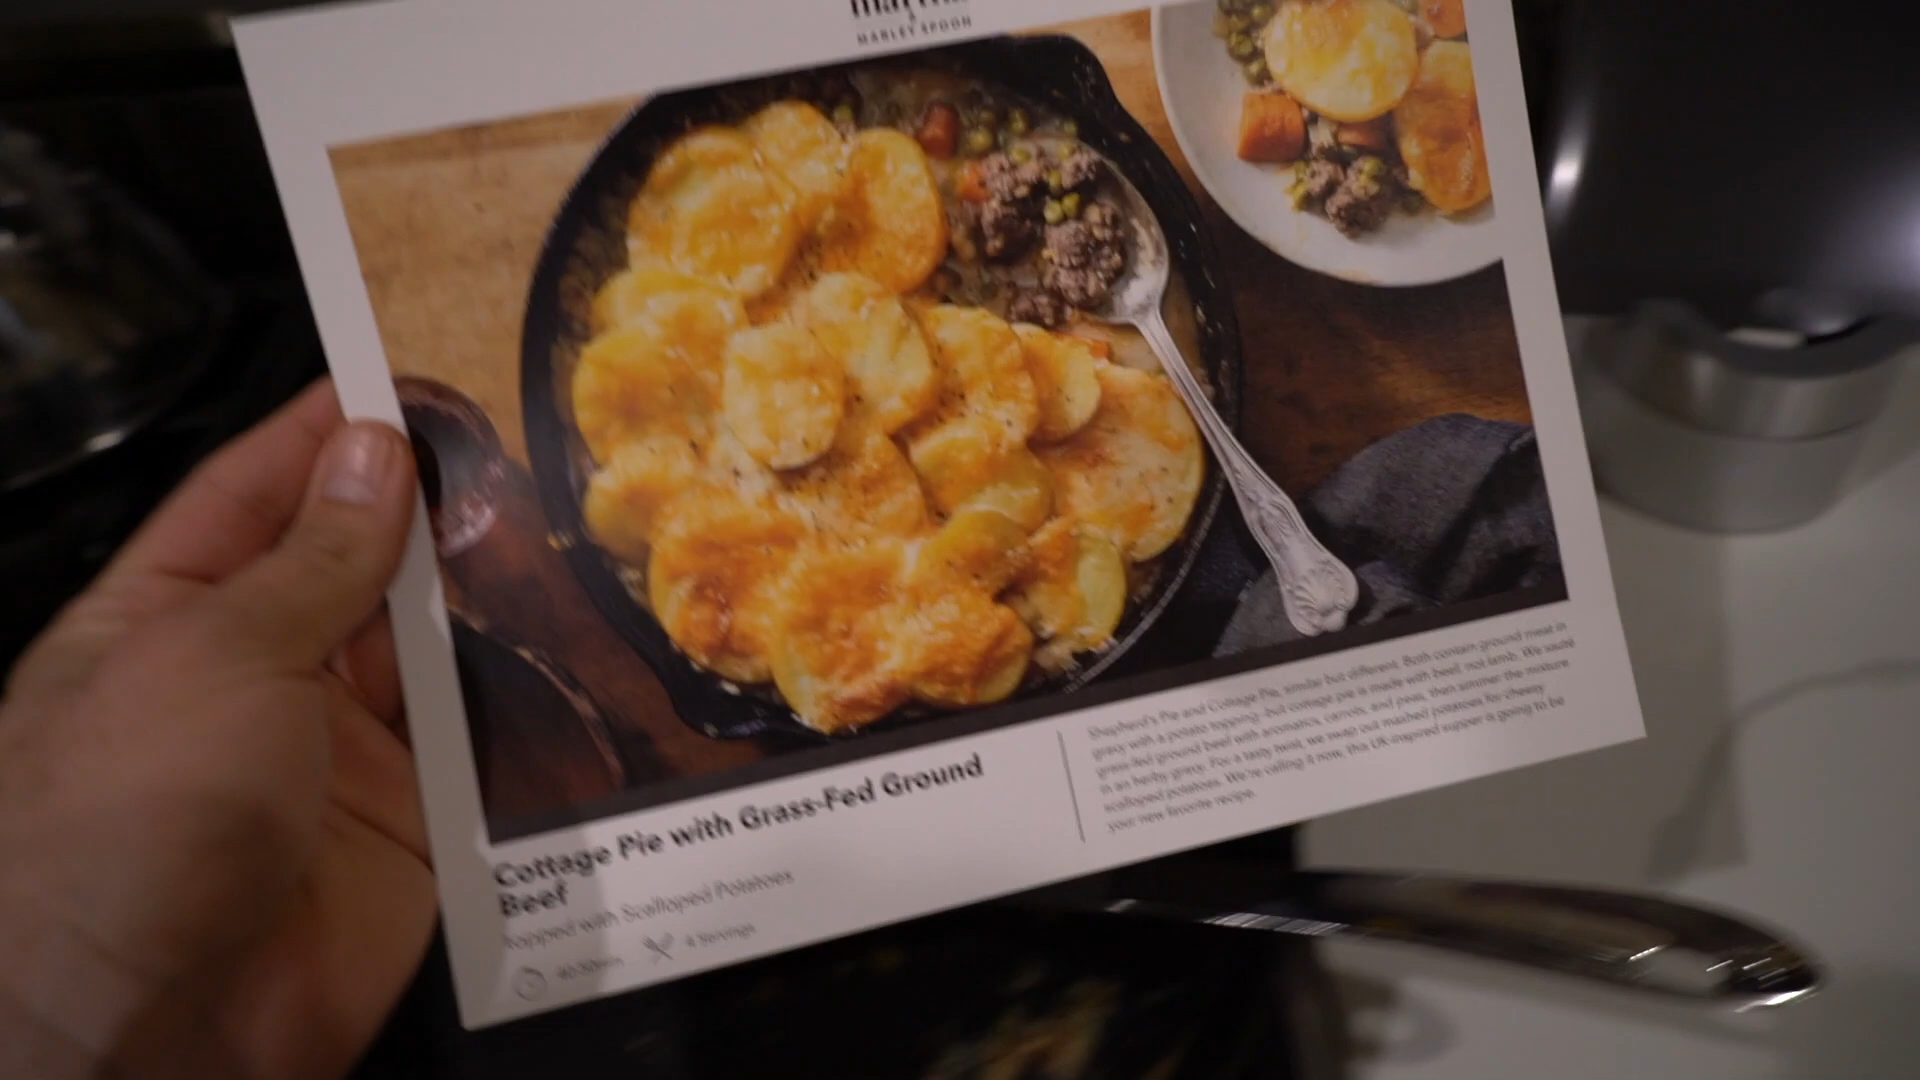 MARLEY SPOON
Cottage Pie with Grass-Fed Ground
Beef
Topped with Scalloped Potatoes
40-50min 4 Servings
Shepherd's Pie and Cottage Pie, similar but different. Both contain ground meat in
gravy with a potato topping-but cottage pie is made with beef, not lamb. We sauté
grass-fed ground beef with aromatics, carrots, and peas, then simmer the mixture
in an herby gravy. For a tasty twist, we swap out mashed potatoes for cheesy
scalloped potatoes. We're calling it now, this UK-inspired supper is going to be
your new favorite recipe.